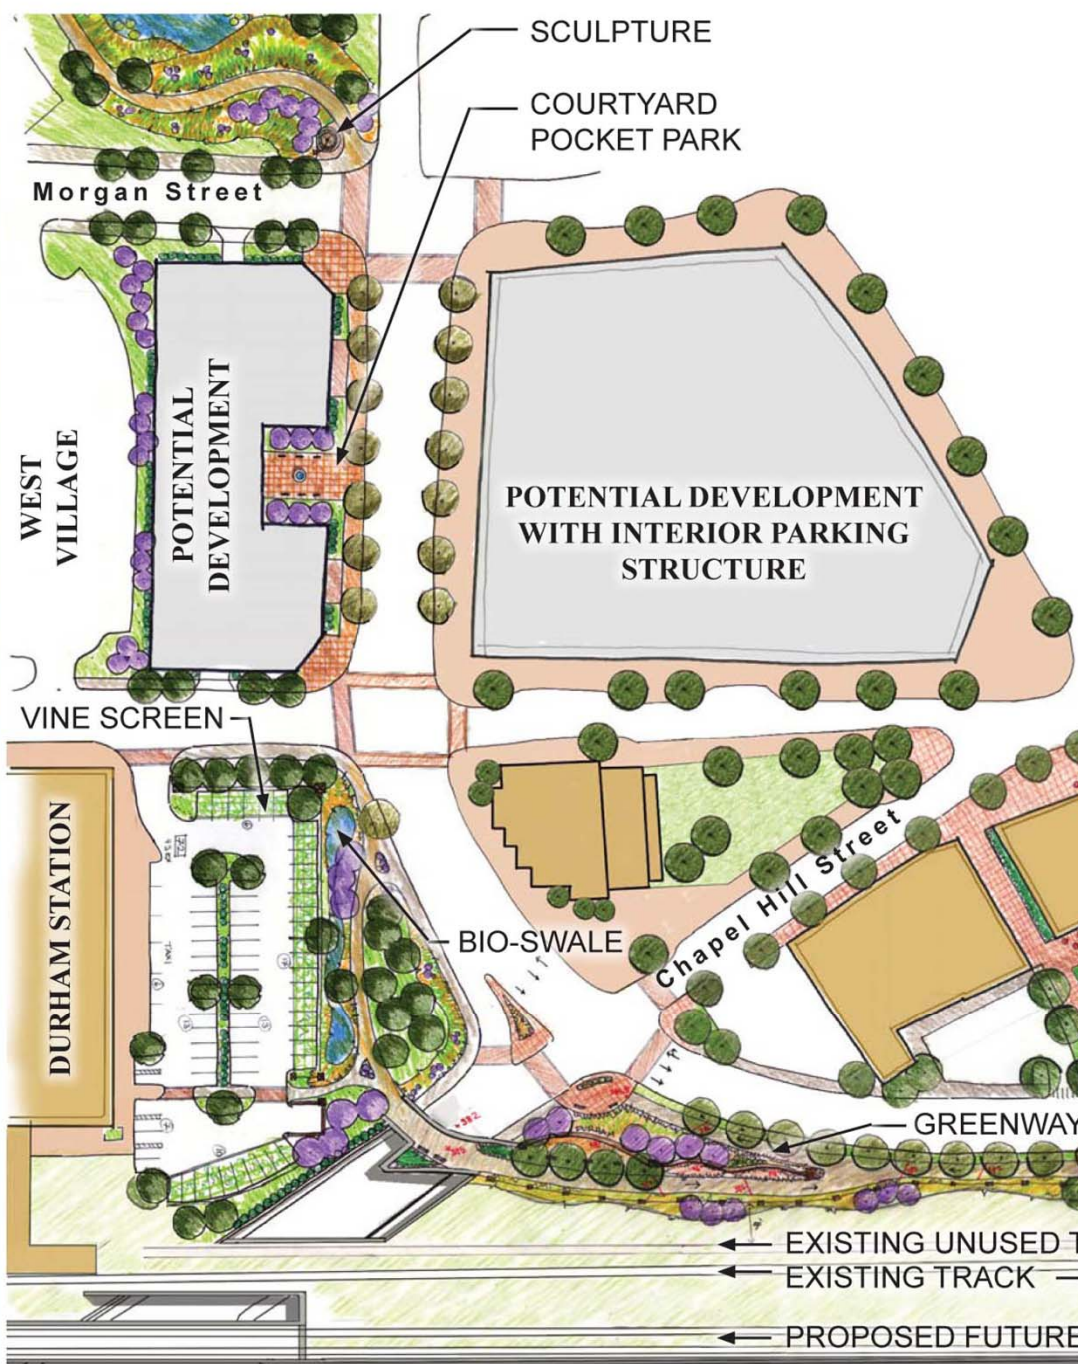 SCULPTURE
COURTYARD
POCKET PARK
Morgan Street
WEST
VILLAGE
POTENTIAL
DEVELOPMENT
POTENTIAL DEVELOPMENT
WITH INTERIOR PARKING
STRUCTURE
VINE SCREEN
DURHAM STATION
BIO-SWALE
Chapel Hill Street
GREENWAY
EXISTING UNUSED T
EXISTING TRACK
PROPOSED FUTURE